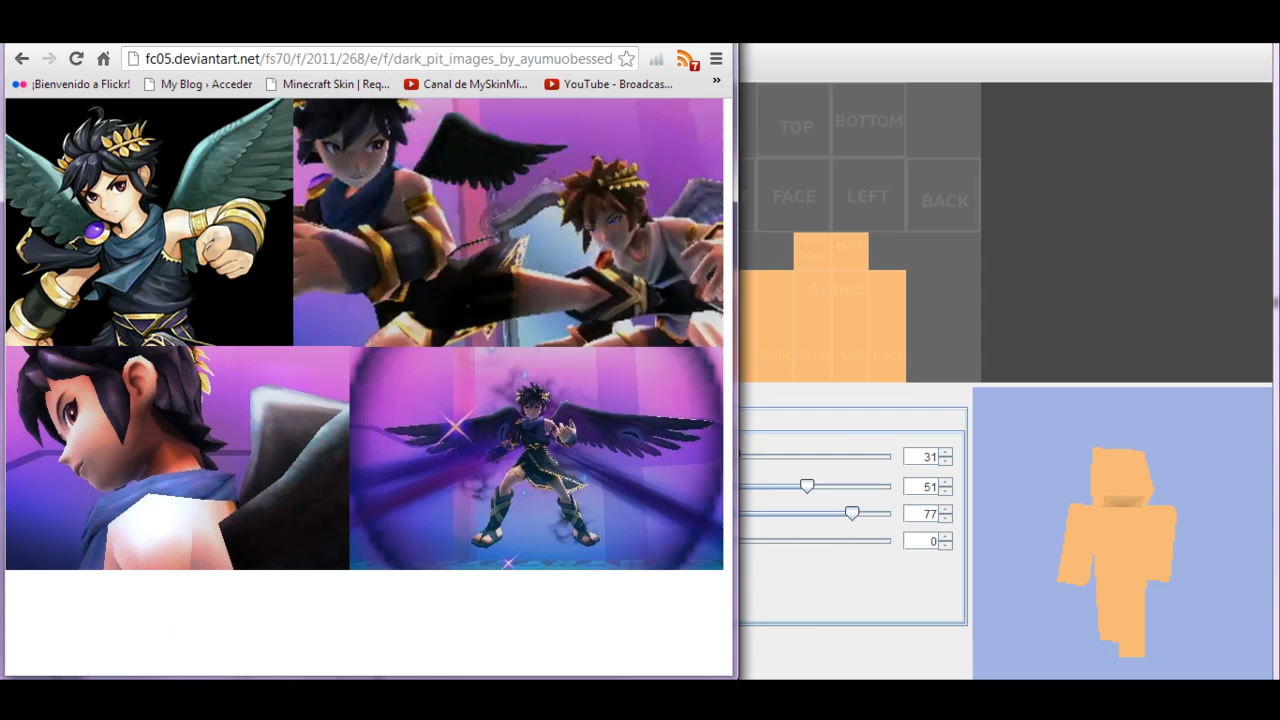 fc05.deviantart.net/fs70/f/2011/268/e/f/dark_pit_images_by_ayumuobessed
7
¡Bienvenido a Flickr! My Blog › Acceder Minecraft Skin | Req... Canal de MySkinMi... YouTube - Broadcas... »
TOP BOTTOM
FACE LEFT BACK
31
51
77
0